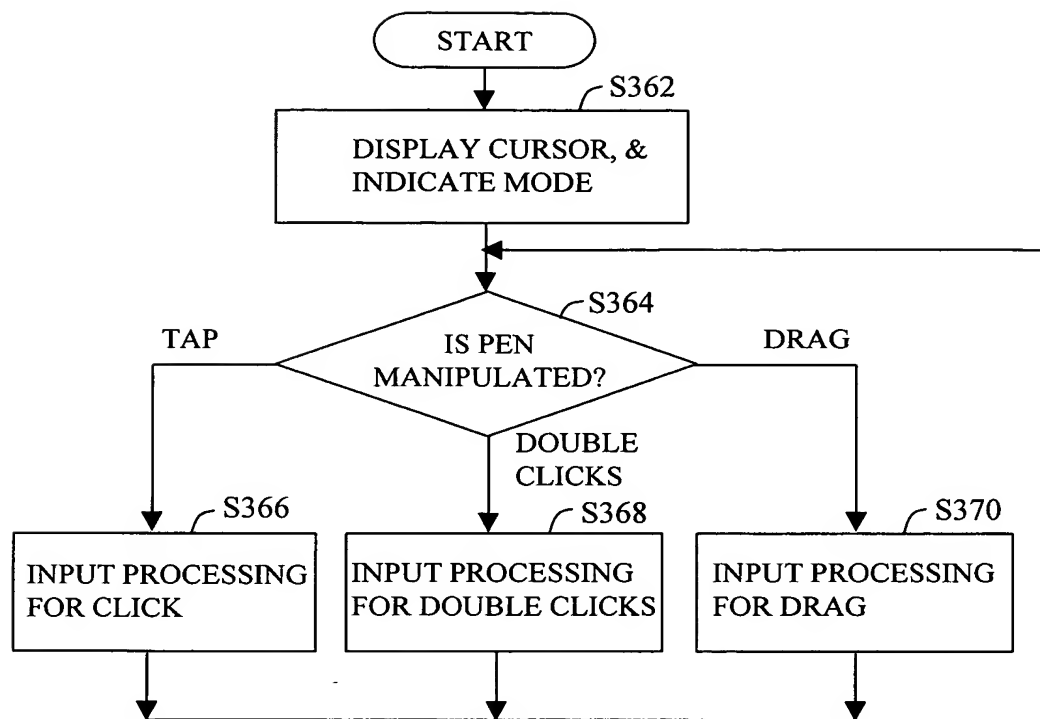 START
S362
DISPLAY CURSOR, &
INDICATE MODE
S364
TAP
IS PEN
MANIPULATED?
DRAG
DOUBLE
CLICKS
S366
S368
S370
INPUT PROCESSING
FOR CLICK
INPUT PROCESSING
FOR DOUBLE CLICKS
INPUT PROCESSING
FOR DRAG